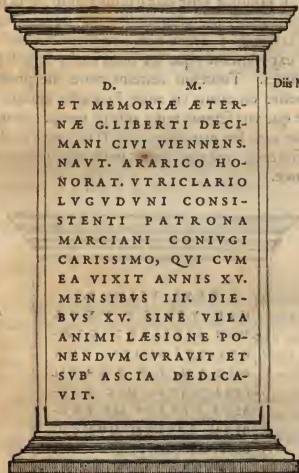 D. M.
Diis M
ET MEMORIÆ ÆTER-
NÆ G. LIBERTI DECI-
MANI CIVI VIENNENS.
NAVT. ARARICO HO-
NORAT. VTRICLARIO
LVGVDVNI CONSI-
STENTI PATRONA
MARCIANI CONIVGI
CARISSIMO, QVI CVM
EA VIXIT ANNIS XV.
MENSIBVS III. DIE-
BVS XV. SINE VLLA
ANIMI LÆSIONE PO-
NENDVM CVRAVIT ET
SVB ASCIA DEDICA-
VIT.